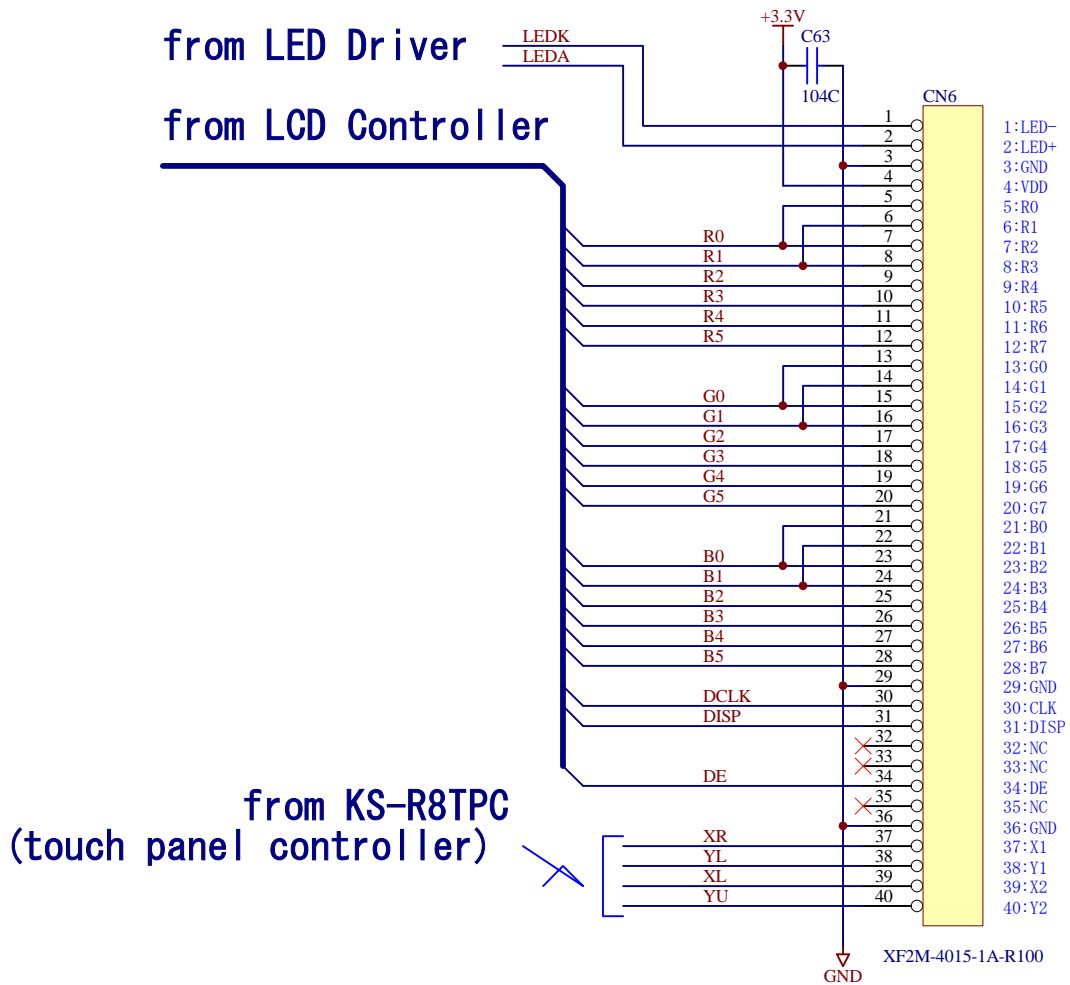 +3.3V
from LED Driver
LEDK
C63
LEDA
104C
CN6
from LCD Controller
1
1:LED-
2
2:LED+
3
3:GND
4
4:VDD
5
5:R0
6
6:R1
R0
7
7:R2
R1
8
8:R3
R2
9
9:R4
R3
10
10:R5
R4
11
11:R6
R5
12
12:R7
13
13:G0
14
14:G1
G0
15
15:G2
G1
16
16:G3
G2
17
17:G4
G3
18
18:G5
G4
19
19:G6
G5
20
20:G7
21
21:B0
22
22:B1
B0
23
23:B2
B1
24
24:B3
B2
25
25:B4
B3
26
26:B5
B4
27
27:B6
B5
28
28:B7
29
29:GND
DCLK
30
30:CLK
DISP
31
31:DISP
32
32:NC
33
33:NC
DE
34
34:DE
35
35:NC
36
36:GND
from KS-R8TPC
(touch panel controller)
XR
37
37:X1
YL
38
38:Y1
XL
39
39:X2
YU
40
40:Y2
XF2M-4015-1A-R100
GND